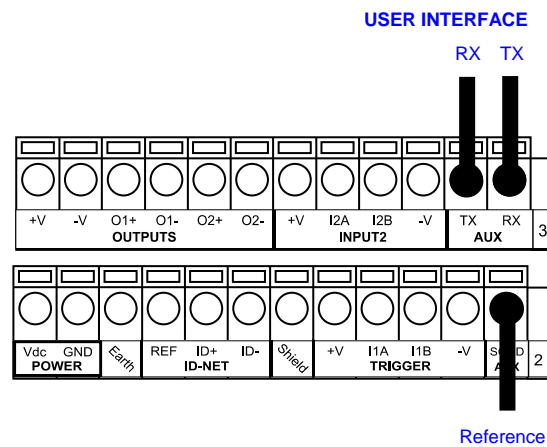 USER INTERFACE
RX TX
+V -V O1+ O1- O2+ O2- +V I2A I2B -V TX RX
OUTPUTS INPUT2 AUX 3
Vdc GND Earth REF ID+ ID- Shield +V I1A I1B -V
POWER ID-NET TRIGGER 2
Reference